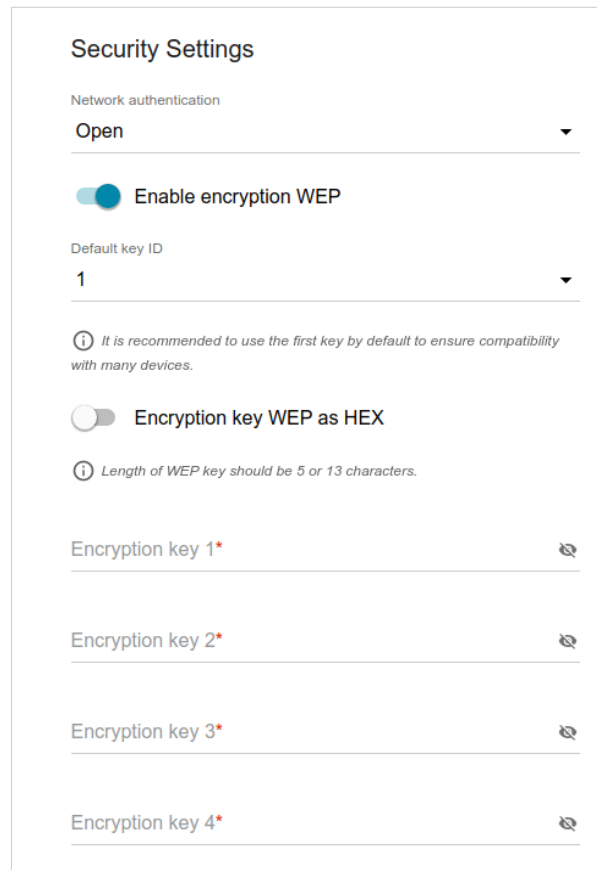 Security Settings
Network authentication
Open
Enable encryption WEP
Default key ID
1
It is recommended to use the first key by default to ensure compatibility
with many devices.
Encryption key WEP as HEX
Length of WEP key should be 5 or 13 characters.
Encryption key 1*
Encryption key 2*
Encryption key 3*
Encryption key 4*